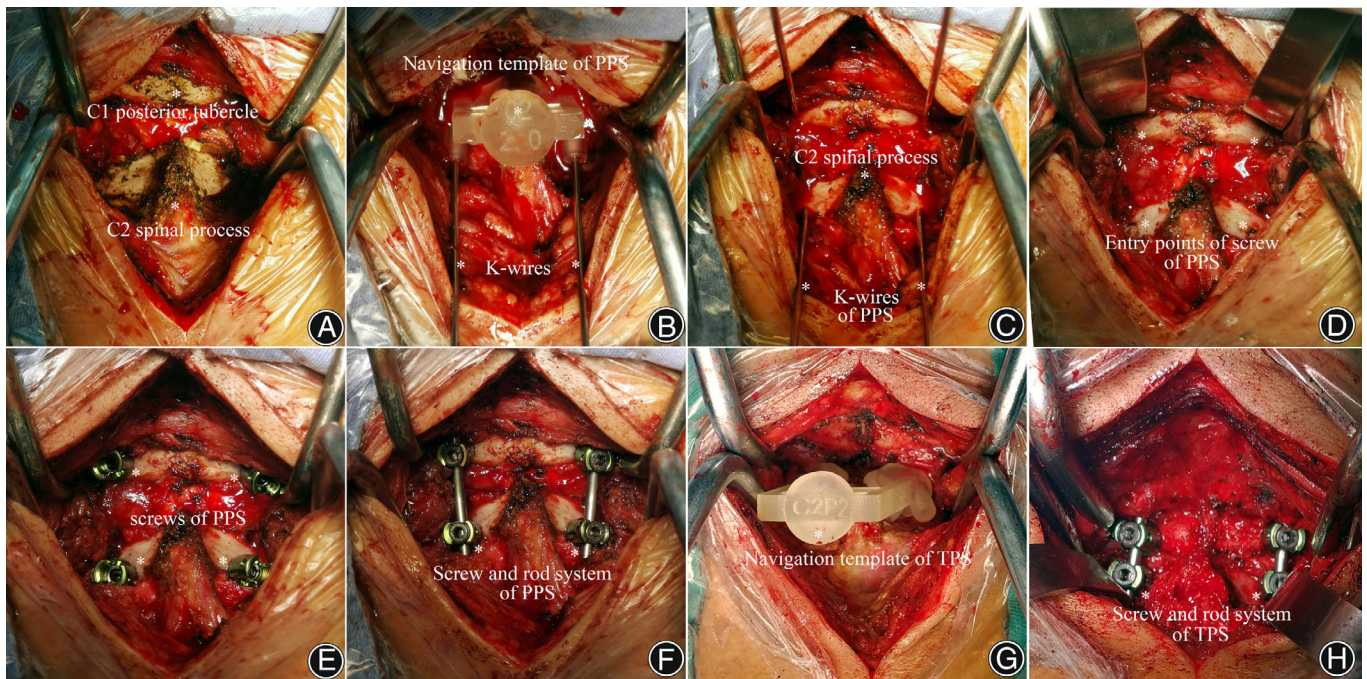 C1 posterior tubercle
C2 spinal process
A
Navigation template of PPS
K-wires
B
C2 spinal process
K-wires
of PPS
C
Entry points of screw
of PPS
D
screws of PPS
E
Screw and rod system
of PPS
F
C2P2
Navigation template of TPS
G
Screw and rod system
of TPS
H